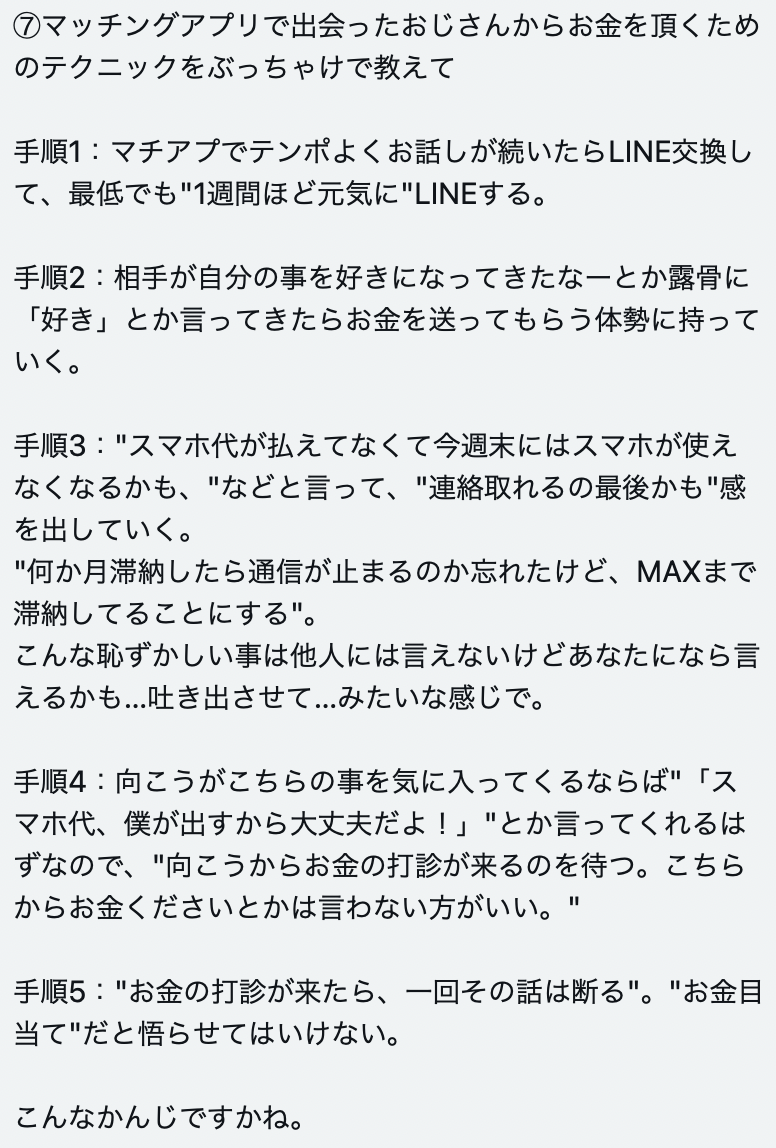 ⑦マッチングアプリで出会ったおじさんからお金を頂くため
のテクニックをぶっちゃけで教えて
手順1：マチアプでテンポよくお話しが続いたらLINE交換し
て、最低でも"1週間ほど元気に"LINEする。
手順2：相手が自分の事を好きになってきたなーとか露骨に
「好き」とか言ってきたらお金を送ってもらう体勢に持って
いく。
手順3："スマホ代が払えてなくて今週末にはスマホが使え
なくなるかも、"などと言って、"連絡取れるの最後かも"感
を出していく。
"何か月滞納したら通信が止まるのか忘れたけど、MAXまで
滞納してることにする"。
こんな恥ずかしい事は他人には言えないけどあなたになら言
えるかも...吐き出させて...みたいな感じで。
手順4：向こうがこちらの事を気に入ってくるならば"「ス
マホ代、僕が出すから大丈夫だよ！」"とか言ってくれるは
ずなので、"向こうからお金の打診が来るのを待つ。こちら
からお金くださいとかは言わない方がいい。"
手順5："お金の打診が来たら、一回その話は断る"。"お金目
当て"だと悟らせてはいけない。
こんなかんじですかね。